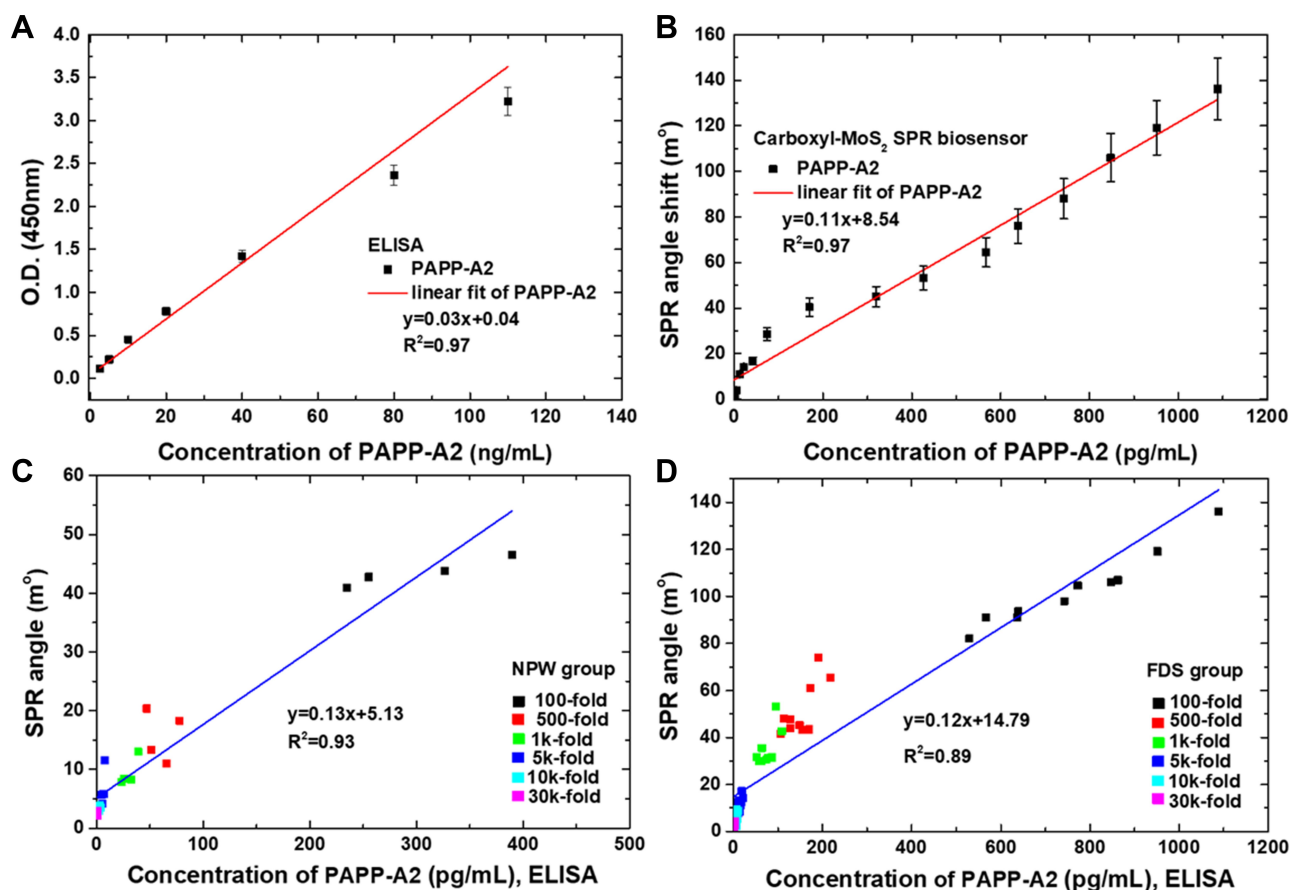 A
O.D. (450nm)
4.0
3.5
3.0
2.5
2.0
1.5
1.0
0.5
0.0
ELISA
PAPP-A2
linear fit of PAPP-A2
y=0.03x+0.04
R²=0.97
0 20 40 60 80 100 120 140
Concentration of PAPP-A2 (ng/mL)
B
SPR angle shift (m°)
160
140
120
100
80
60
40
20
0
Carboxyl-MoS₂ SPR biosensor
PAPP-A2
linear fit of PAPP-A2
y=0.11x+8.54
R²=0.97
0 200 400 600 800 1000 1200
Concentration of PAPP-A2 (pg/mL)
C
SPR angle (m°)
60
50
40
30
20
10
0
NPW group
100-fold
500-fold
1k-fold
5k-fold
10k-fold
30k-fold
y=0.13x+5.13
R²=0.93
0 100 200 300 400 500
Concentration of PAPP-A2 (pg/mL), ELISA
D
SPR angle (m°)
140
120
100
80
60
40
20
0
FDS group
100-fold
500-fold
1k-fold
5k-fold
10k-fold
30k-fold
y=0.12x+14.79
R²=0.89
0 200 400 600 800 1000 1200
Concentration of PAPP-A2 (pg/mL), ELISA